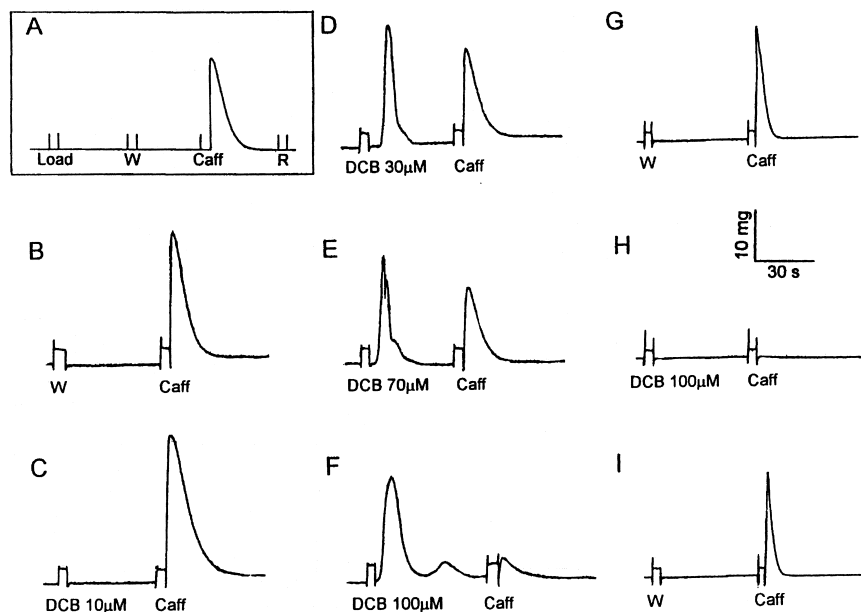 A
Load W Caff R
B
W Caff
C
DCB 10μM Caff
D
DCB 30μM Caff
E
DCB 70μM Caff
F
DCB 100μM Caff
G
W Caff
H
10 mg
30 s
DCB 100μM Caff
I
W Caff